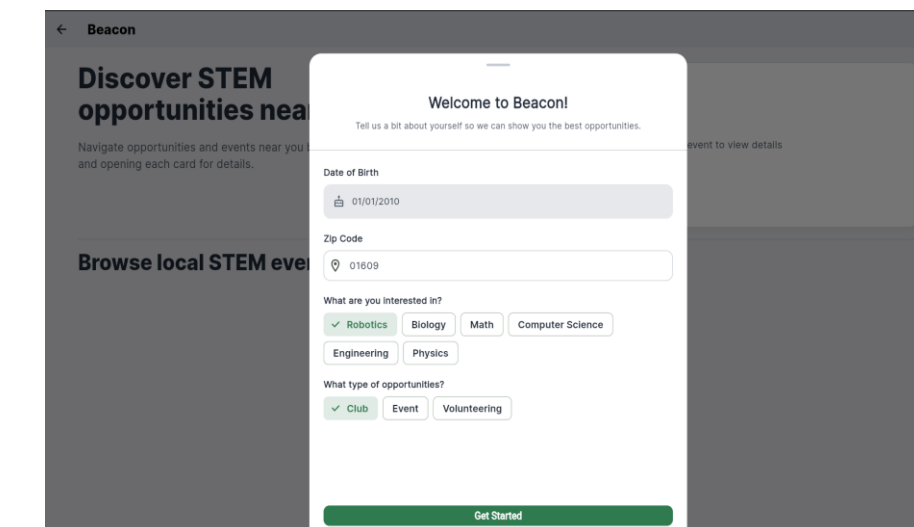 Beacon
Discover STEM
opportunities nea
Navigate opportunities and events near you
and opening each card for details.
event to view details
Browse local STEM eve
Welcome to Beacon!
Tell us a bit about yourself so we can show you the best opportunities.
Date of Birth
01/01/2010
Zip Code
01609
What are you interested in?
Robotics Biology Math Computer Science
Engineering Physics
What type of opportunities?
Club Event Volunteering
Get Started